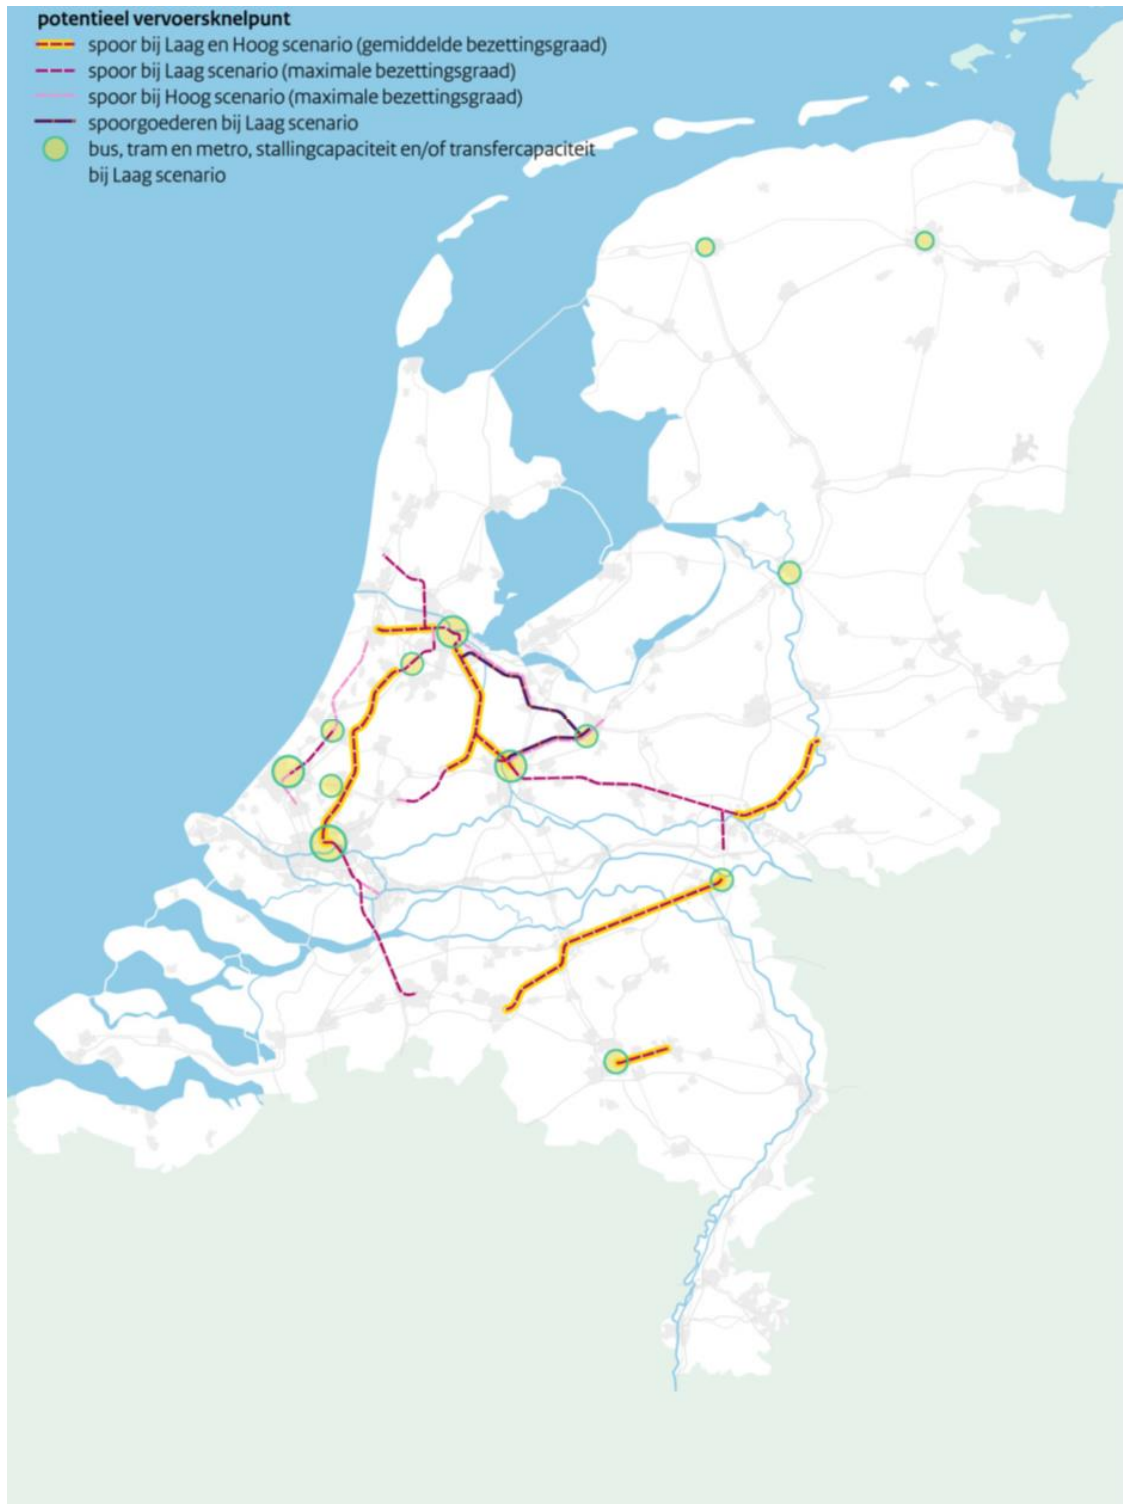 potentieel vervoersknelpunt
spoor bij Laag en Hoog scenario (gemiddelde bezettingsgraad)
spoor bij Laag scenario (maximale bezettingsgraad)
spoor bij Hoog scenario (maximale bezettingsgraad)
spoorgoederen bij Laag scenario
bus, tram en metro, stallingcapaciteit en/of transfercapaciteit
bij Laag scenario